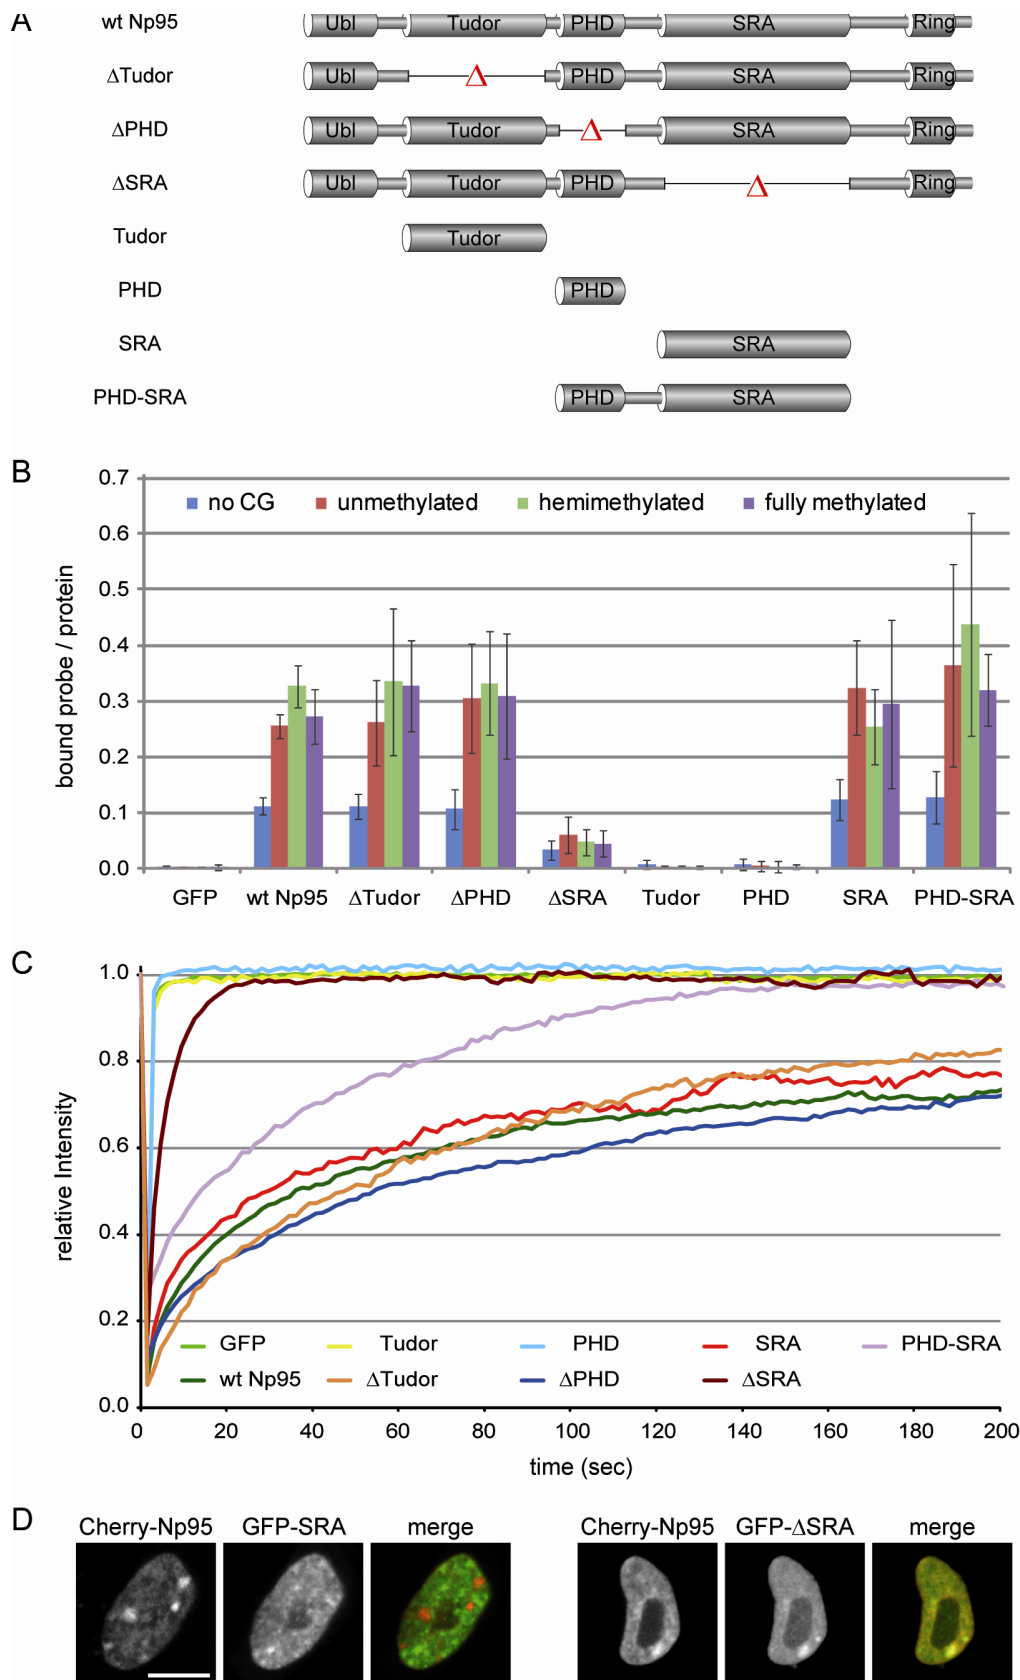 A
wt Np95 Ubl Tudor PHD SRA Ring
ΔTudor Ubl Δ PHD SRA Ring
ΔPHD Ubl Tudor Δ SRA Ring
ΔSRA Ubl Tudor PHD Δ Ring
Tudor Tudor
PHD PHD
SRA SRA
PHD-SRA PHD SRA
B
bound probe / protein
0.7
0.6
0.5
0.4
0.3
0.2
0.1
0.0
no CG unmethylated hemimethylated fully methylated
GFP wt Np95 ΔTudor ΔPHD ΔSRA Tudor PHD SRA PHD-SRA
C
relative Intensity
1.0
0.8
0.6
0.4
0.2
0.0
GFP Tudor PHD SRA PHD-SRA
wt Np95 ΔTudor ΔPHD ΔSRA
0 20 40 60 80 100 120 140 160 180 200
time (sec)
D
Cherry-Np95 GFP-SRA merge Cherry-Np95 GFP-ΔSRA merge